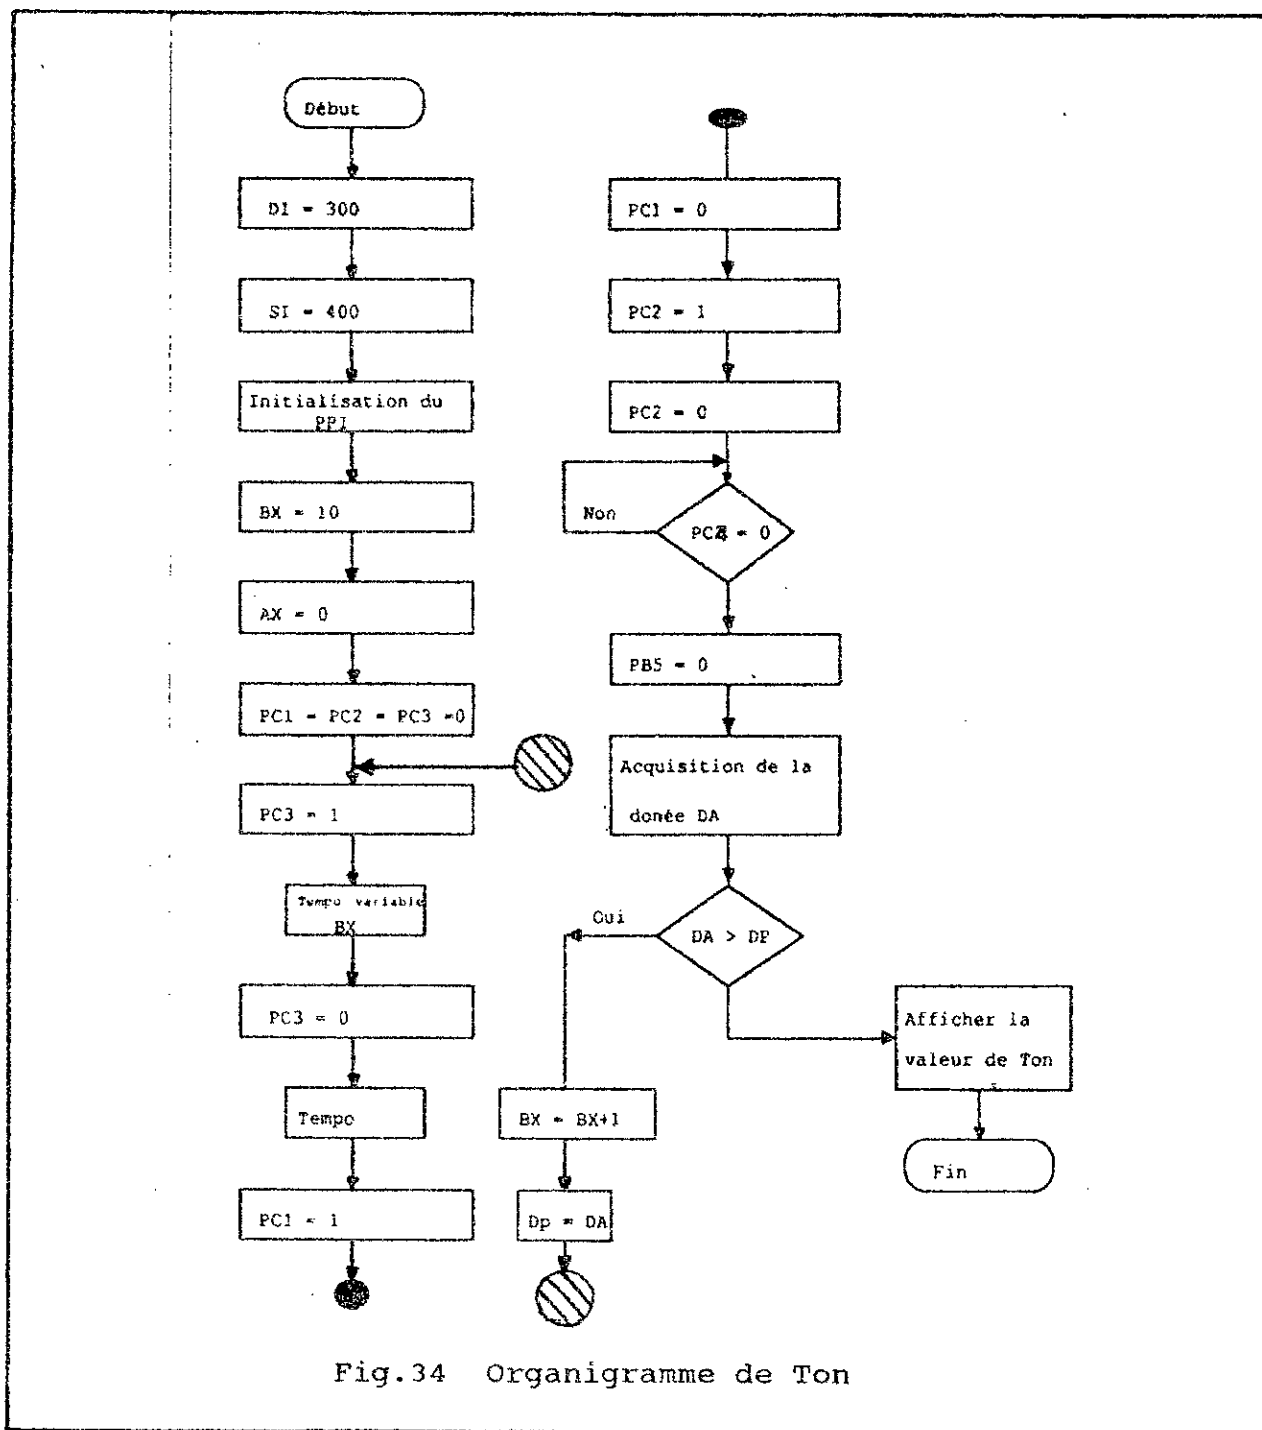 Début
DI = 300
SI = 400
Initialisation du
PPI
BX = 10
AX = 0
PC1 = PC2 = PC3 =0
PC3 = 1
Tempo variable
BX
PC3 = 0
Tempo
PC1 = 1
PC1 = 0
PC2 = 1
PC2 = 0
Non
= 0
PB5 = 0
Acquisition de la
donée DA
Oui
DA > DP
BX = BX+1
Dp = DA
Afficher la
valeur de Ton
Fin
Fig.34 Organigramme de Ton